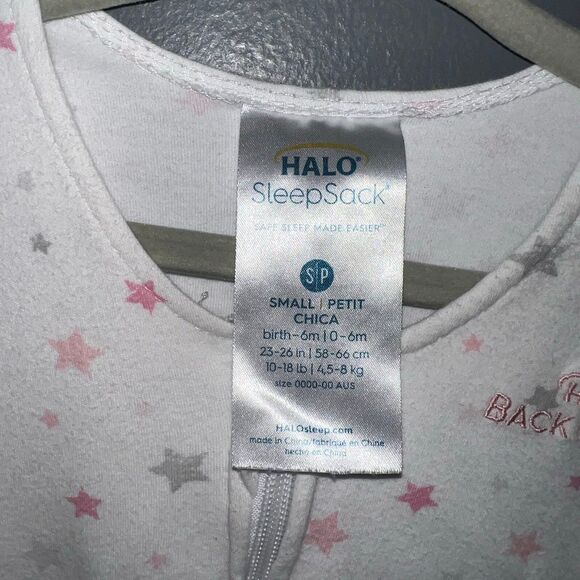 HALO®
SleepSack®
SAFE SLEEP MADE EASIER™
S|P
SMALL | PETIT
CHICA
birth-6m | 0-6m
23-26 in | 58-66 cm
10-18 lb | 4,5-8 kg
size 0000-00 AUS
HALOsleep.com
made in China/fabriqué en Chine
hecho en China
BACK